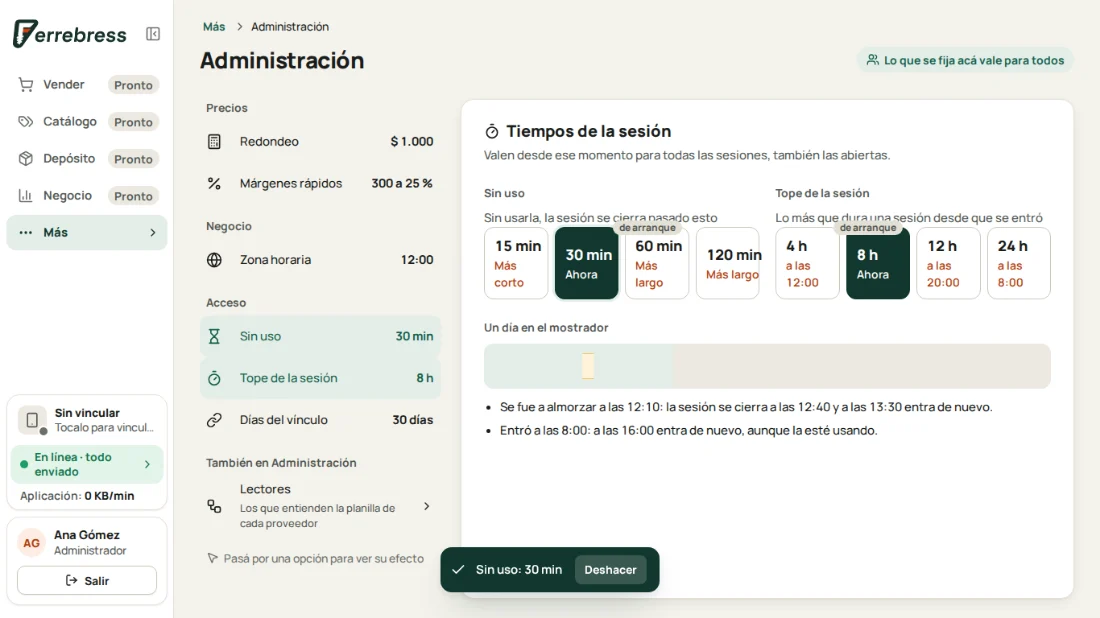 Ferrebress
Vender
Pronto
Catálogo
Pronto
Depósito
Pronto
Negocio
Pronto
Más
Sin vincular
Tocalo para vincul...
En línea · todo
enviado
Aplicación: 0 KB/min
AG
Ana Gómez
Administrador
Salir
Más
Administración
Administración
Lo que se fija acá vale para todos
Precios
Redondeo
$ 1.000
Márgenes rápidos
300 a 25 %
Negocio
Zona horaria
12:00
Acceso
Sin uso
30 min
Tope de la sesión
8 h
Días del vínculo
30 días
También en Administración
Lectores
Los que entienden la planilla de
cada proveedor
Pasá por una opción para ver su efecto
Tiempos de la sesión
Valen desde ese momento para todas las sesiones, también las abiertas.
Sin uso
Sin usarla, la sesión se cierra pasado esto
15 min
Más
corto
de arranque
30 min
Ahora
60 min
Más
largo
120 min
Más largo
Tope de la sesión
Lo más que dura una sesión desde que se entró
4 h
a las
12:00
de arranque
8 h
Ahora
12 h
a las
20:00
24 h
a las
8:00
Un día en el mostrador
• Se fue a almorzar a las 12:10: la sesión se cierra a las 12:40 y a las 13:30 entra de nuevo.
• Entró a las 8:00: a las 16:00 entra de nuevo, aunque la esté usando.
Sin uso: 30 min
Deshacer